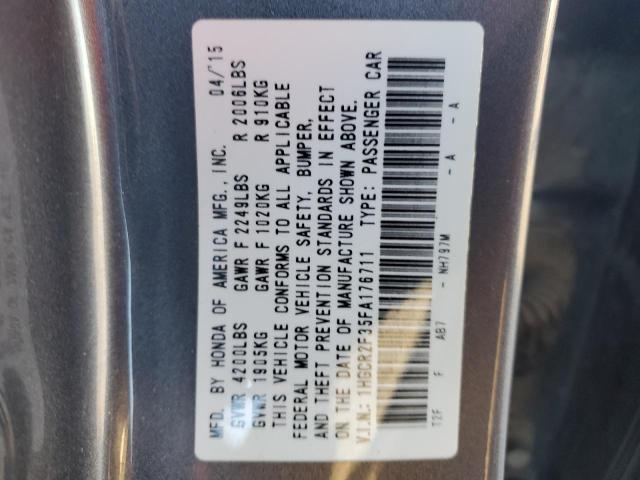 MFD. BY HONDA OF AMERICA MFG., INC. 04/'15
GVWR 4200LBS GAWR F 2249LBS R 2006LBS
GVWR 1905KG GAWR F 1020KG R 910KG
THIS VEHICLE CONFORMS TO ALL APPLICABLE
FEDERAL MOTOR VEHICLE SAFETY, BUMPER,
AND THEFT PREVENTION STANDARDS IN EFFECT
ON THE DATE OF MANUFACTURE SHOWN ABOVE.
V.I.N.: 1HGCR2F35FA176711 TYPE: PASSENGER CAR
T2F F AB7 - NH797M - A - A